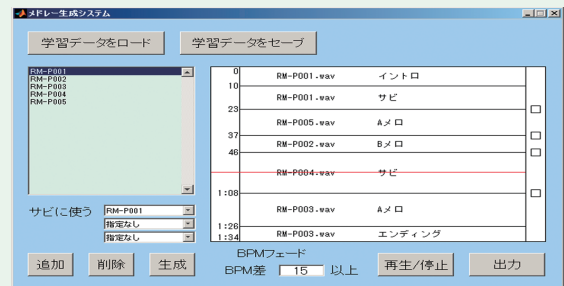 メドレー生成システム
学習データをロード 学習データをセーブ
RM-P001
RM-P002
RM-P003
RM-P004
RM-P005
サビに使う RM-P001
指定なし
指定なし
追加 削除 生成
0 RM-P001.wav イントロ
10 RM-P001.wav サビ
23 RM-P005.wav Aメロ
37 RM-P002.wav Bメロ
46 RM-P004.wav サビ
1:08 RM-P003.wav Aメロ
1:26 RM-P003.wav エンディング
1:34
BPMフェード
BPM差 15 以上 再生/停止 出力